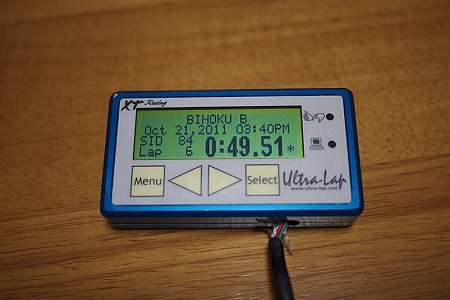 XT Racing
BIHOKU B
Oct 21,2011 03:40PM
SID 84
Lap 6 0:49.51*
Menu Select Ultra-Lap
www.ultra-lap.com